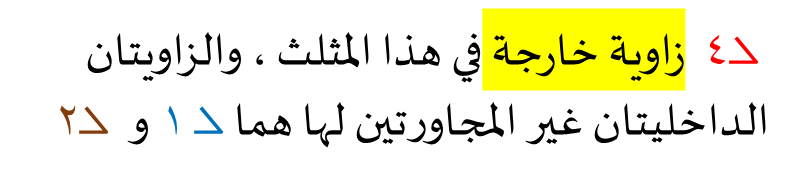 ∠٤ زاوية خارجة في هذا المثلث ، والزاويتان
الداخليتان غير المجاورتين لها هما ∠١ و ∠٢